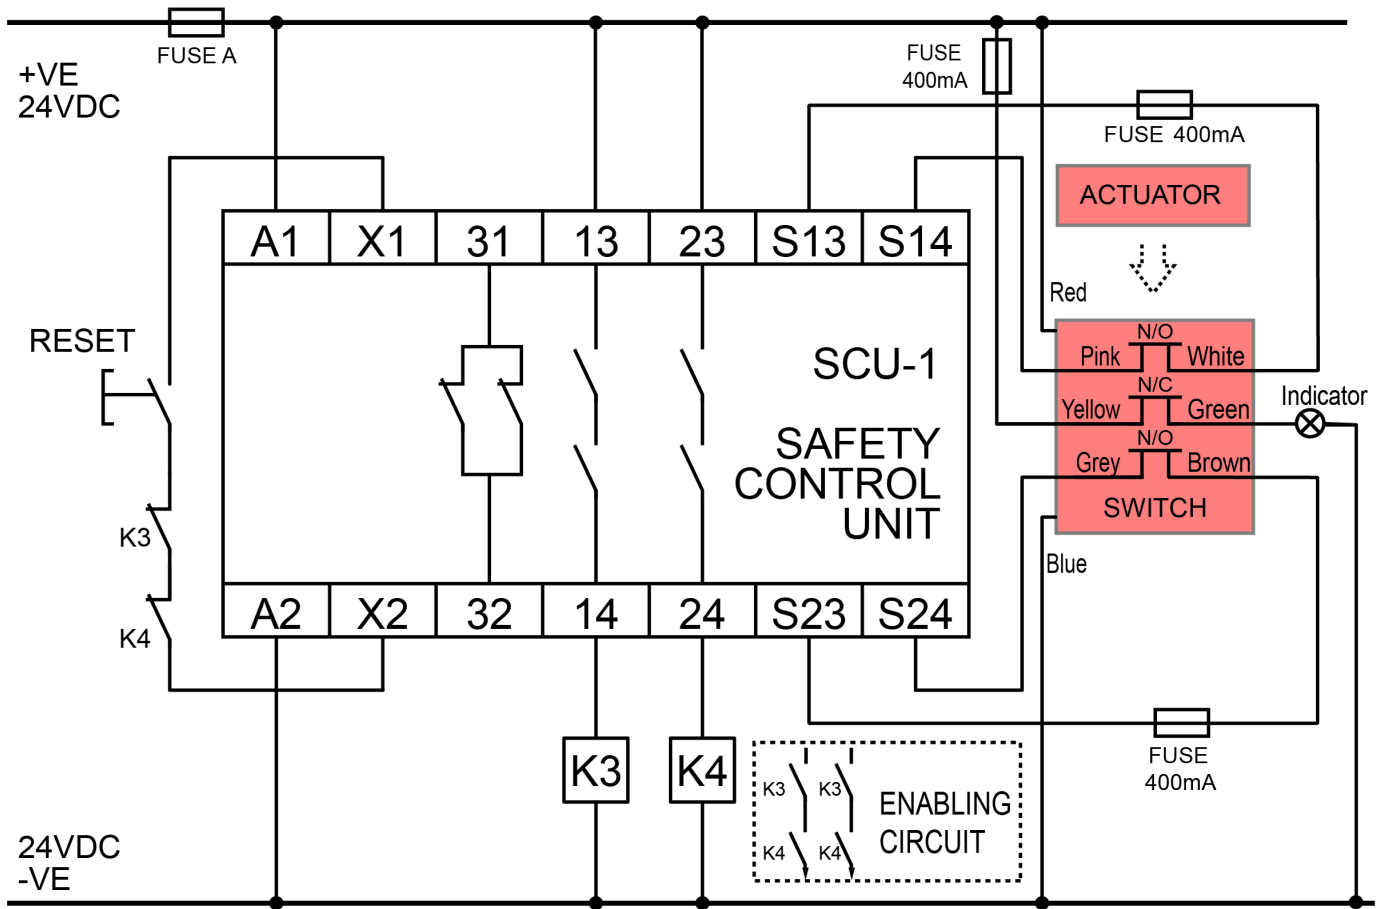 FUSE A
+VE
24VDC
FUSE
400mA
FUSE 400mA
ACTUATOR
A1 X1 31 13 23 S13 S14
Red
RESET
SCU-1
SAFETY
CONTROL
UNIT
N/O
Pink White
N/C
Yellow Green
Indicator
N/O
Grey Brown
SWITCH
Blue
K3
K4
A2 X2 32 14 24 S23 S24
K3 K4
FUSE
400mA
K3 K3
K4 K4
ENABLING
CIRCUIT
24VDC
-VE